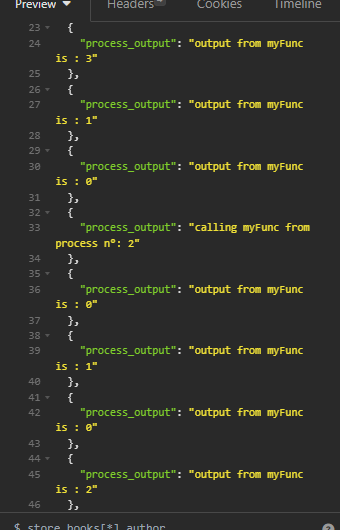 Preview Headers 4 Cookies Timeline
23 {
24 "process_output": "output from myFunc
is : 3"
25 },
26 {
27 "process_output": "output from myFunc
is : 1"
28 },
29 {
30 "process_output": "output from myFunc
is : 0"
31 },
32 {
33 "process_output": "calling myFunc from
process nº: 2"
34 },
35 {
36 "process_output": "output from myFunc
is : 0"
37 },
38 {
39 "process_output": "output from myFunc
is : 1"
40 },
41 {
42 "process_output": "output from myFunc
is : 0"
43 },
44 {
45 "process_output": "output from myFunc
is : 2"
46 },
$.store.books[*].author